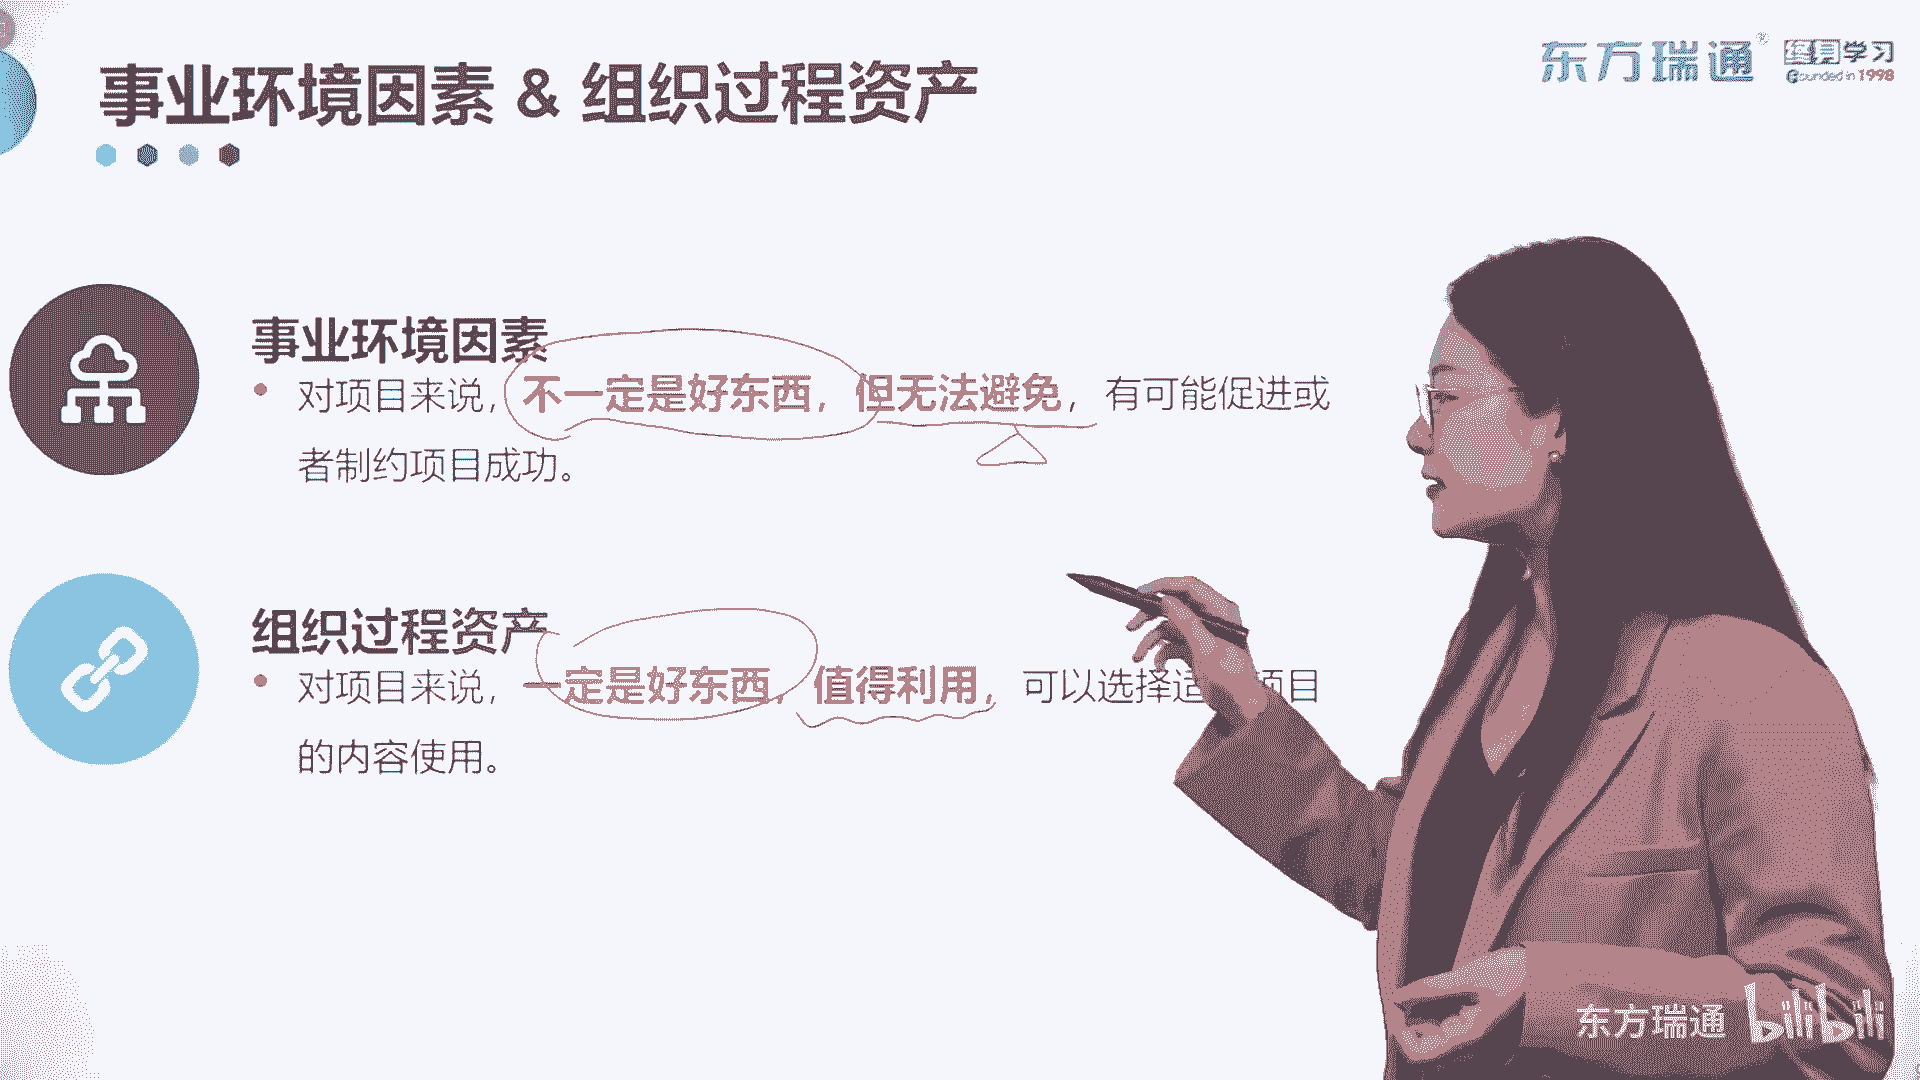 事业环境因素 & 组织过程资产
东方瑞通®
终身学习
Founded in 1998
事业环境因素
• 对项目来说，不一定是好东西，但无法避免，有可能促进或
者制约项目成功。
组织过程资产
• 对项目来说，一定是好东西，值得利用，可以选择适 项目
的内容使用。
东方瑞通 bilibili